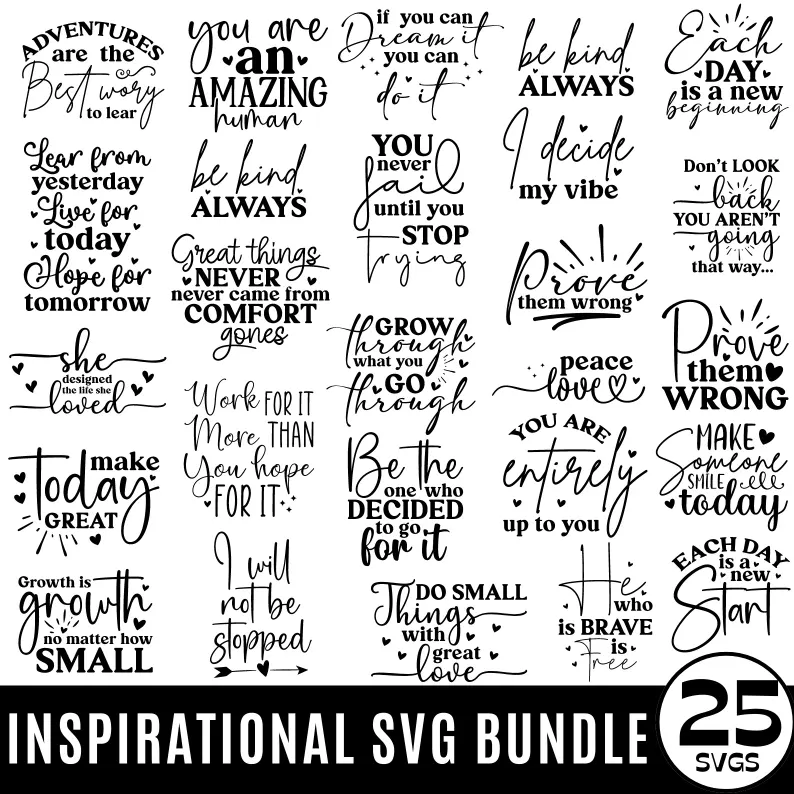 ADVENTURES
are the
Best wory
to lear
you are
an
AMAZING
human
if you can
Dream it
you can
do it
be kind
ALWAYS
Each
DAY
is a new
beginning
Lear from
yesterday
Live for
today
Hope for
tomorrow
be kind
ALWAYS
YOU
never
fail
until you
STOP
trying
I decide
my vibe
Don't LOOK
back
YOU AREN'T
going
that way...
Great things
NEVER
never came from
COMFORT
gones
Prove
them wrong
GROW
through
what you
GO
through
she
designed
the life she
loved
peace
love
Prove
them
WRONG
Work FOR IT
More THAN
You hope
FOR IT
make
today
GREAT
Be the
one who
DECIDED
to go
for it
YOU ARE
entirely
up to you
MAKE
Someone
SMILE
today
Growth is
growth
no matter how
SMALL
I will
not be
stopped
DO SMALL
Things
with
great
love
He
who
is BRAVE
is
Free
EACH DAY
is a
new
Start
INSPIRATIONAL SVG BUNDLE
25
SVGS